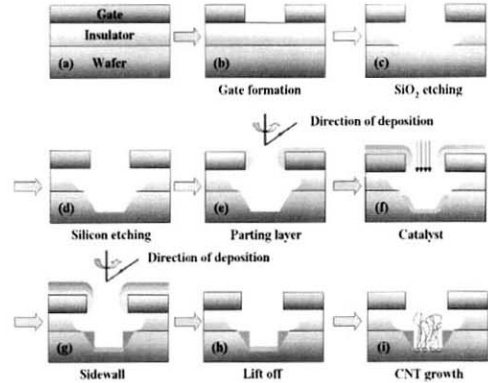 Gate
Insulator
(a) Wafer
(b)
Gate formation
(c)
SiO₂ etching
Direction of deposition
(d)
Silicon etching
(e)
Parting layer
(f)
Catalyst
Direction of deposition
(g)
Sidewall
(h)
Lift off
(i)
CNT growth